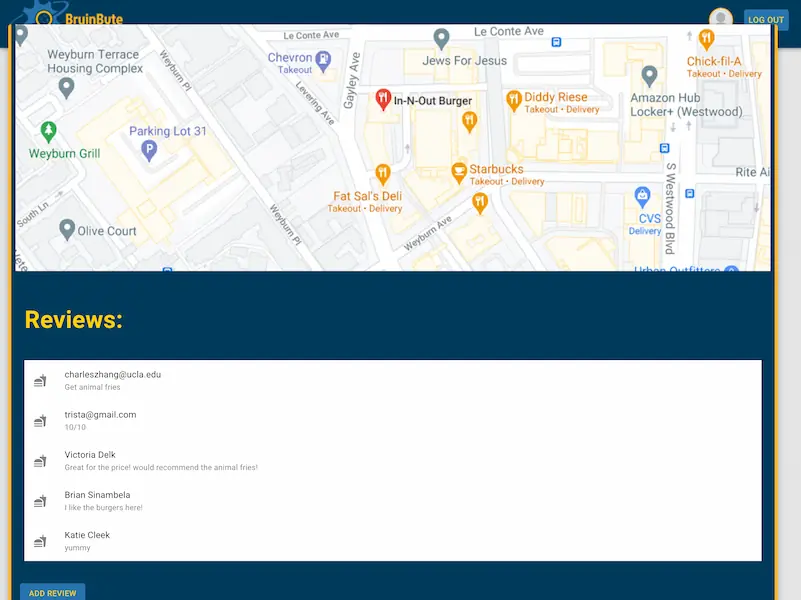 BruinByte
LOG OUT
Le Conte Ave
Le Conte Ave
Weyburn Terrace
Housing Complex
Weyburn Pl
Chevron
Takeout
Jews For Jesus
Chick-fil-A
Takeout • Delivery
Levering Ave
Gayley Ave
In-N-Out Burger
Diddy Riese
Takeout • Delivery
Amazon Hub
Locker+ (Westwood)
Parking Lot 31
P
Weyburn Grill
Starbucks
Takeout • Delivery
S Westwood Blvd
Rite Ai
Fat Sal's Deli
Takeout • Delivery
South Ln
Weyburn Pl
Weyburn Ave
CVS
Delivery
Olive Court
Urban Outfitters
Reviews:
charleszhang@ucla.edu
Get animal fries
trista@gmail.com
10/10
Victoria Delk
Great for the price! would recommend the animal fries!
Brian Sinambela
I like the burgers here!
Katie Cleek
yummy
ADD REVIEW